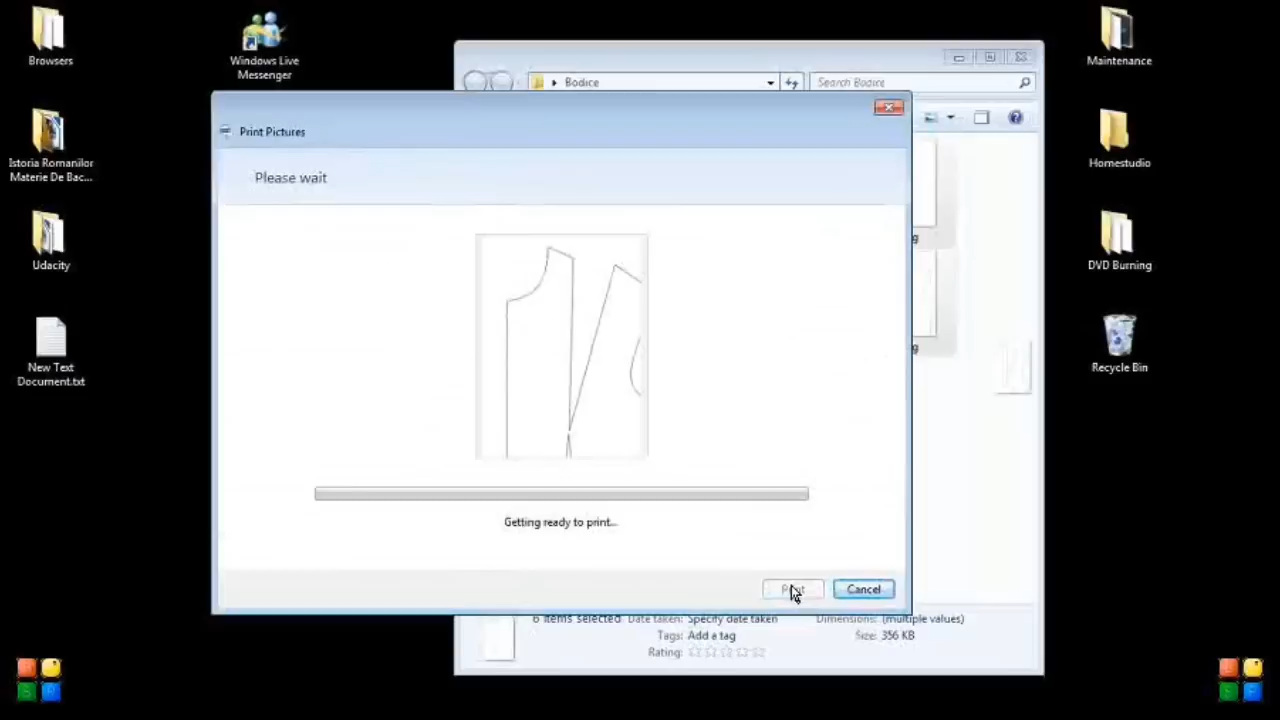 Browsers
Windows Live
Messenger
Maintenance
Bodice
Search Bodice
Print Pictures
Istoria Romanilor
Materie De Bac...
Homestudio
Please wait
Udacity
DVD Burning
New Text
Document.txt
Recycle Bin
Getting ready to print...
Print
Cancel
6 items selected
Date taken: Specify date taken
Dimensions: (multiple values)
Tags: Add a tag
Size: 356 KB
Rating: